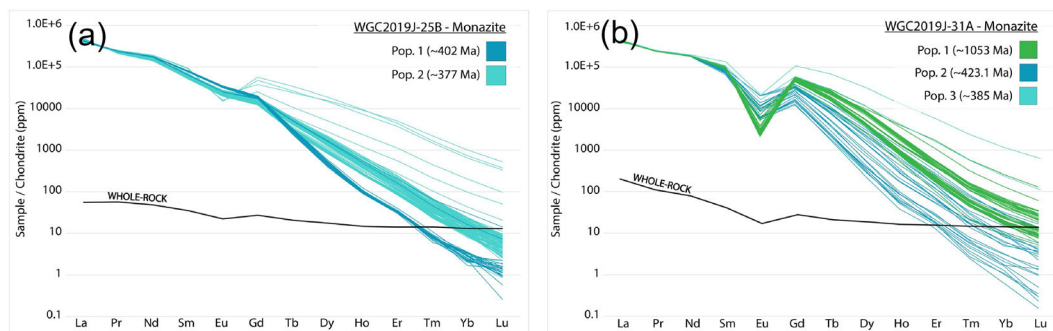 (a)
WGC2019J-25B - Monazite
Pop. 1 (~402 Ma)
Pop. 2 (~377 Ma)
Sample / Chondrite (ppm)
1.0E+6
1.0E+5
10000
1000
100
10
1
0.1
WHOLE-ROCK
La Pr Nd Sm Eu Gd Tb Dy Ho Er Tm Yb Lu
(b)
WGC2019J-31A - Monazite
Pop. 1 (~1053 Ma)
Pop. 2 (~423.1 Ma)
Pop. 3 (~385 Ma)
Sample / Chondrite (ppm)
1.0E+6
1.0E+5
10000
1000
100
10
1
0.1
WHOLE-ROCK
La Pr Nd Sm Eu Gd Tb Dy Ho Er Tm Yb Lu